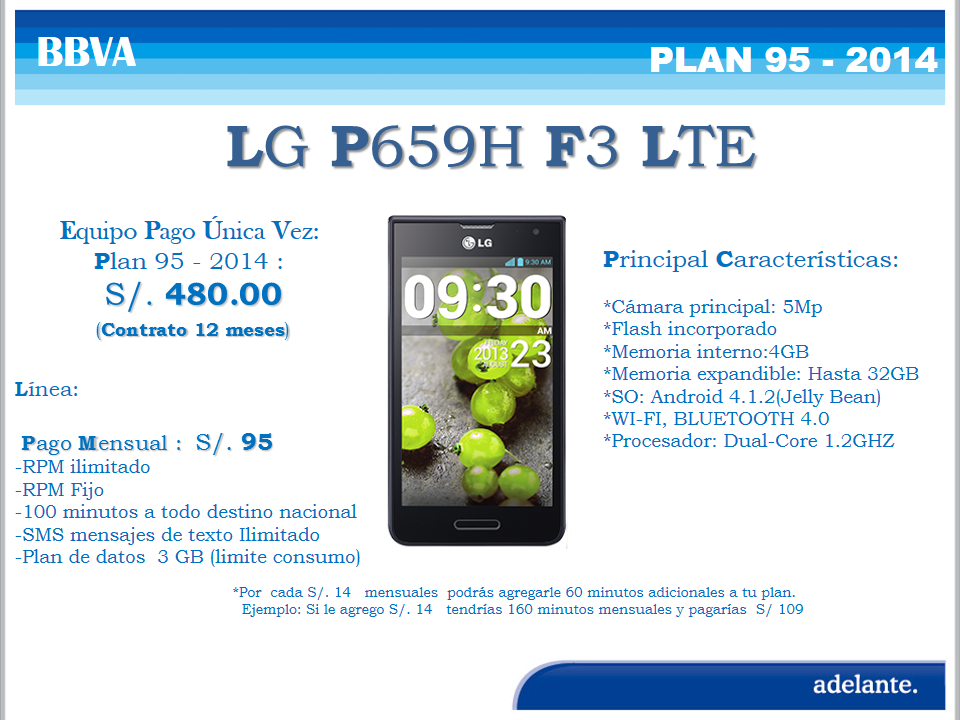 BBVA
PLAN 95 - 2014
LG P659H F3 LTE
Equipo Pago Única Vez:
Plan 95 - 2014 :
S/. 480.00
(Contrato 12 meses)
Línea:
Pago Mensual : S/. 95
-RPM ilimitado
-RPM Fijo
-100 minutos a todo destino nacional
-SMS mensajes de texto Ilimitado
-Plan de datos 3 GB (limite consumo)
LG
9:30 AM
09:30
AM
2013
23
Principal Características:
*Cámara principal: 5Mp
*Flash incorporado
*Memoria interno:4GB
*Memoria expandible: Hasta 32GB
*SO: Android 4.1.2(Jelly Bean)
*WI-FI, BLUETOOTH 4.0
*Procesador: Dual-Core 1.2GHZ
*Por cada S/. 14 mensuales podrás agregarle 60 minutos adicionales a tu plan.
Ejemplo: Si le agrego S/. 14 tendrías 160 minutos mensuales y pagarías S/ 109
adelante.